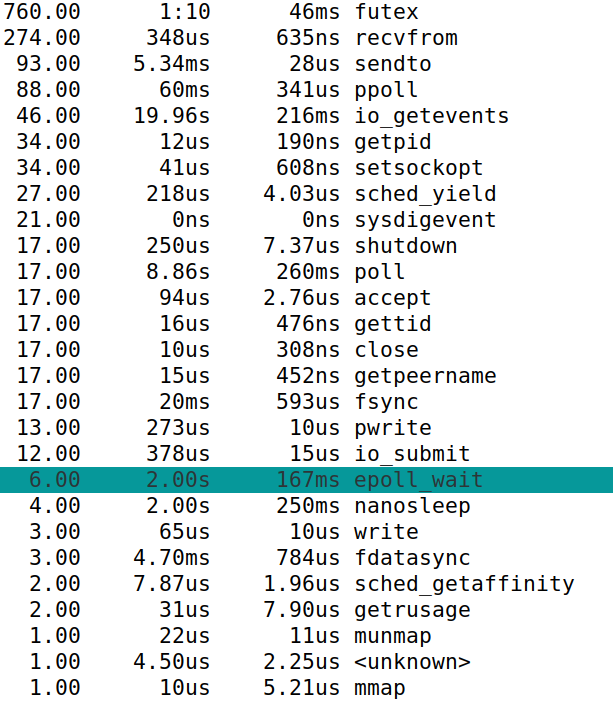 760.00 1:10 46ms futex
274.00 348us 635ns recvfrom
93.00 5.34ms 28us sendto
88.00 60ms 341us ppoll
46.00 19.96s 216ms io_getevents
34.00 12us 190ns getpid
34.00 41us 608ns setsockopt
27.00 218us 4.03us sched_yield
21.00 0ns 0ns sysdigevent
17.00 250us 7.37us shutdown
17.00 8.86s 260ms poll
17.00 94us 2.76us accept
17.00 16us 476ns gettid
17.00 10us 308ns close
17.00 15us 452ns getpeername
17.00 20ms 593us fsync
13.00 273us 10us pwrite
12.00 378us 15us io_submit
6.00 2.00s 167ms epoll_wait
4.00 2.00s 250ms nanosleep
3.00 65us 10us write
3.00 4.70ms 784us fdatasync
2.00 7.87us 1.96us sched_getaffinity
2.00 31us 7.90us getrusage
1.00 22us 11us munmap
1.00 4.50us 2.25us <unknown>
1.00 10us 5.21us mmap